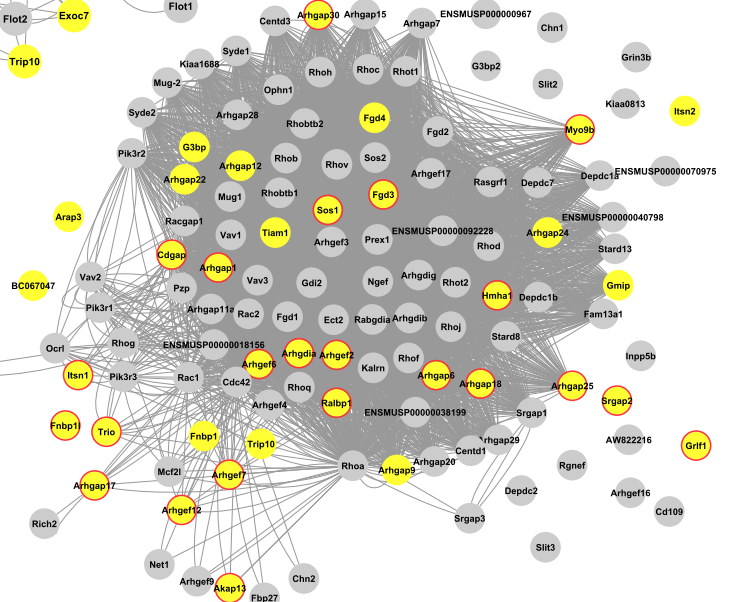 Flot2
Exoc7
Flot1
Trip10
Centd3
Arhgap30
Arhgap15
Arhgap7
ENSMUSP000000967
Chn1
Syde1
Kiaa1688
Rhoh
Rhoc
Rhot1
G3bp2
Grin3b
Mug-2
Ophn1
Slit2
Kiaa0813
Itsn2
Syde2
Arhgap28
Rhobtb2
Fgd4
Fgd2
Myo9b
Pik3r2
G3bp
Arhgap12
Rhob
Rhov
Sos2
Arhgef17
Rasgrf1
Depdc7
Depdc1a
ENSMUSP00000070975
Arhgap22
Mug1
Rhobtb1
Fgd3
Sos1
Arap3
Racgap1
Vav1
Tiam1
Arhgef3
Prex1
ENSMUSP00000092228
Rhod
Arhgap24
ENSMUSP00000040798
Stard13
Cdgap
Arhgap1
Vav2
Pzp
Vav3
Gdi2
Ngef
Arhgdig
Rhot2
Hmha1
Depdc1b
Gmip
BC067047
Pik3r1
Arhgap11a
Rac2
Fgd1
Ect2
Rabgdia
Arhgdib
Rhoj
Stard8
Fam13a1
Ocrl
Rhog
ENSMUSP00000018156
Arhgef6
Arhgdia
Arhgef2
Kalrn
Rhof
Inpp5b
Itsn1
Pik3r3
Rac1
Cdc42
Rhoq
Arhgap6
Arhgap18
Arhgap25
Srgap2
Arhgef4
Ralbp1
ENSMUSP00000038199
Srgap1
Fnbp1l
Trio
Fnbp1
Trip10
Arhgap29
AW822216
Grlf1
Mcf2l
Arhgef7
Rhoa
Arhgap9
Arhgap20
Centd1
Rgnef
Arhgap17
Depdc2
Arhgef16
Cd109
Rich2
Arhgef12
Srgap3
Slit3
Net1
Arhgef9
Akap13
Fbp27
Chn2